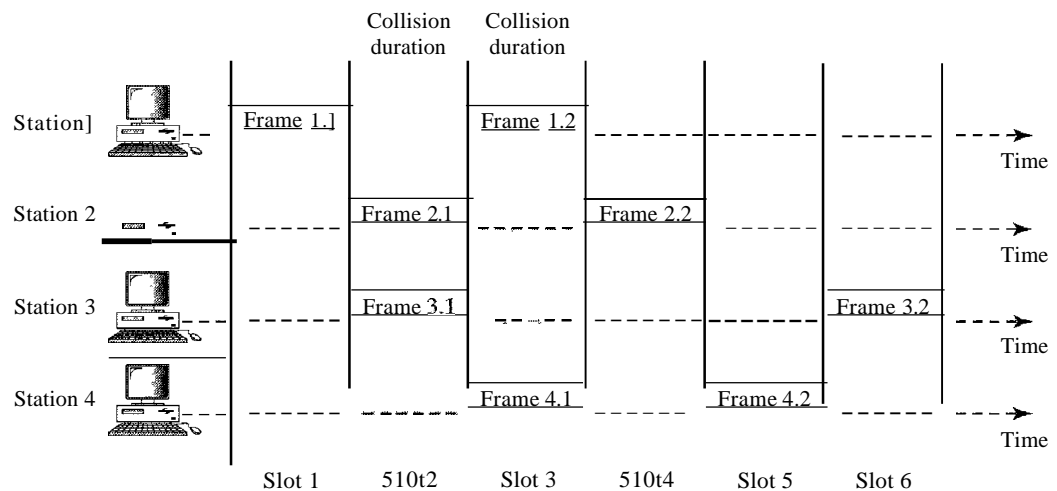 Collision duration
Collision duration
Station]
Frame 1.]
Frame 1.2
Time
Station 2
Frame 2.1
Frame 2.2
Time
Station 3
Frame 3.1
Frame 3.2
Time
Station 4
Frame 4.1
Frame 4.2
Time
Slot 1
510t2
Slot 3
510t4
Slot 5
Slot 6